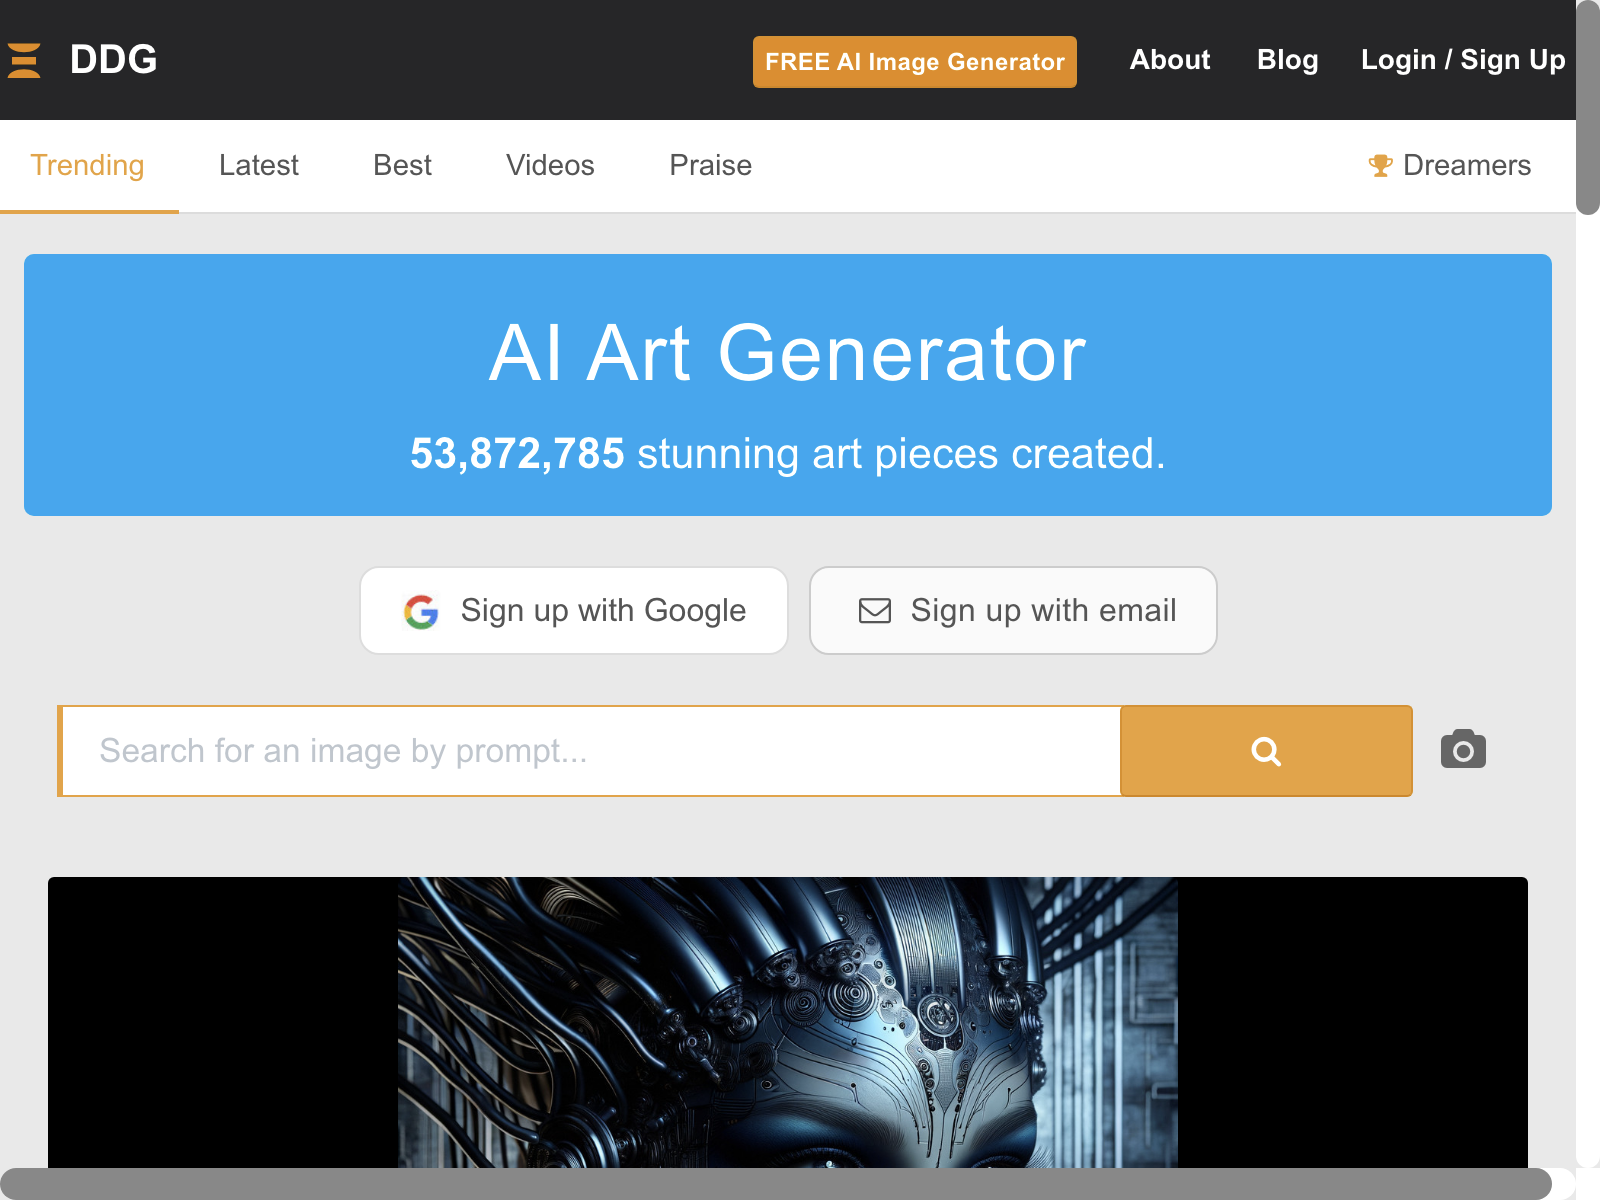 DDG
FREE AI Image Generator
About
Blog
Login / Sign Up
Trending
Latest
Best
Videos
Praise
Dreamers
AI Art Generator
53,872,785 stunning art pieces created.
Sign up with Google
Sign up with email
Search for an image by prompt...